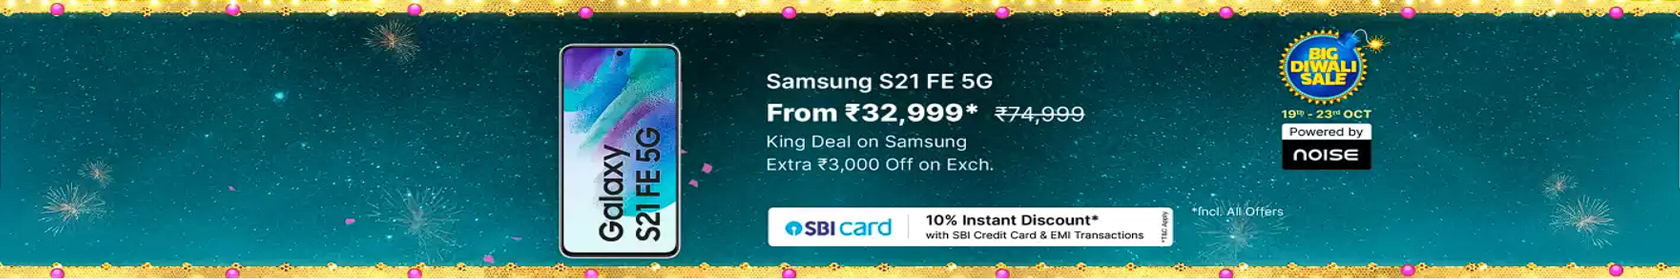 Galaxy
S21 FE 5G
Samsung S21 FE 5G
From ₹32,999* ₹74,999
King Deal on Samsung
Extra ₹3,000 Off on Exch.
SBI card
10% Instant Discount*
with SBI Credit Card & EMI Transactions
*T&C Apply
*Incl. All Offers
BIG
DIWALI
SALE
19th - 23rd OCT
Powered by
NOISE